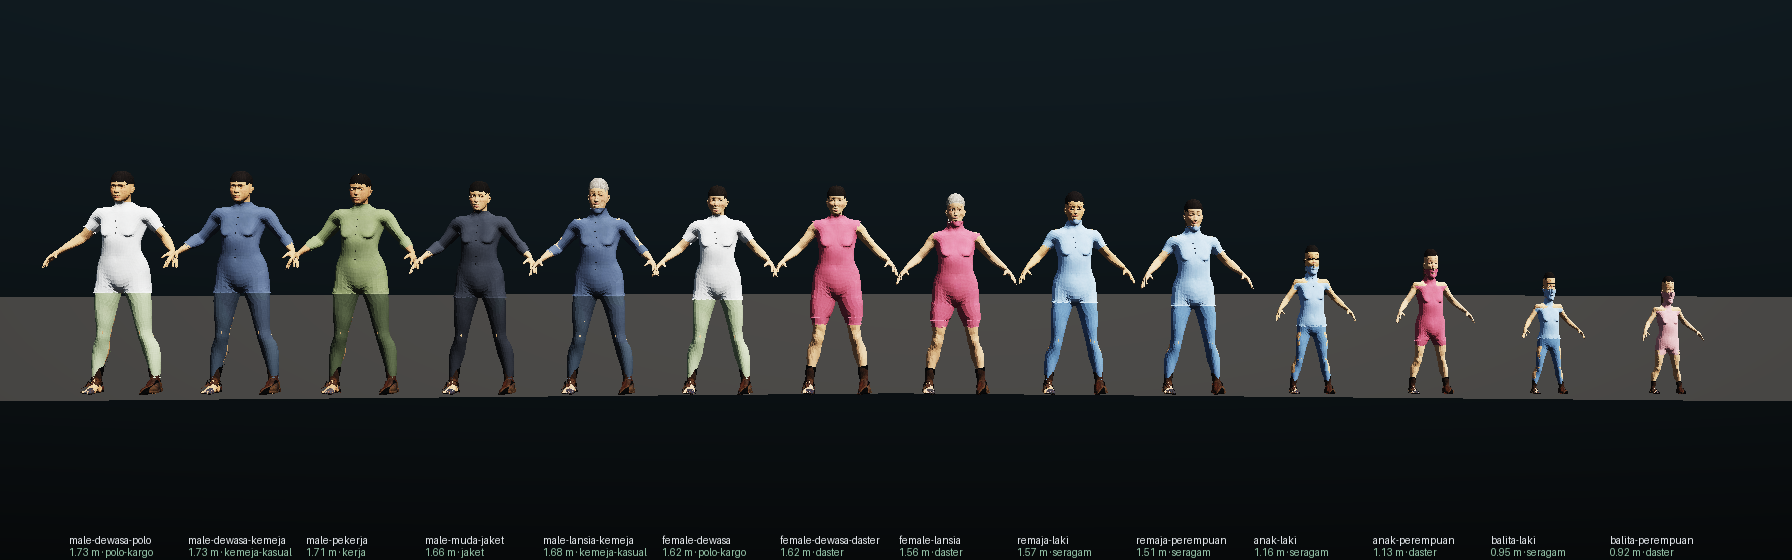 male-dewasa-polo
1.73 m · polo-kargo
male-dewasa-kemeja
1.73 m · kemeja-kasual
male-pekerja
1.71 m · kerja
male-muda-jaket
1.66 m · jaket
male-lansia-kemeja
1.68 m · kemeja-kasual
female-dewasa
1.62 m · polo-kargo
female-dewasa-daster
1.62 m · daster
female-lansia
1.56 m · daster
remaja-laki
1.57 m · seragam
remaja-perempuan
1.51 m · seragam
anak-laki
1.16 m · seragam
anak-perempuan
1.13 m · daster
balita-laki
0.95 m · seragam
balita-perempuan
0.92 m · daster